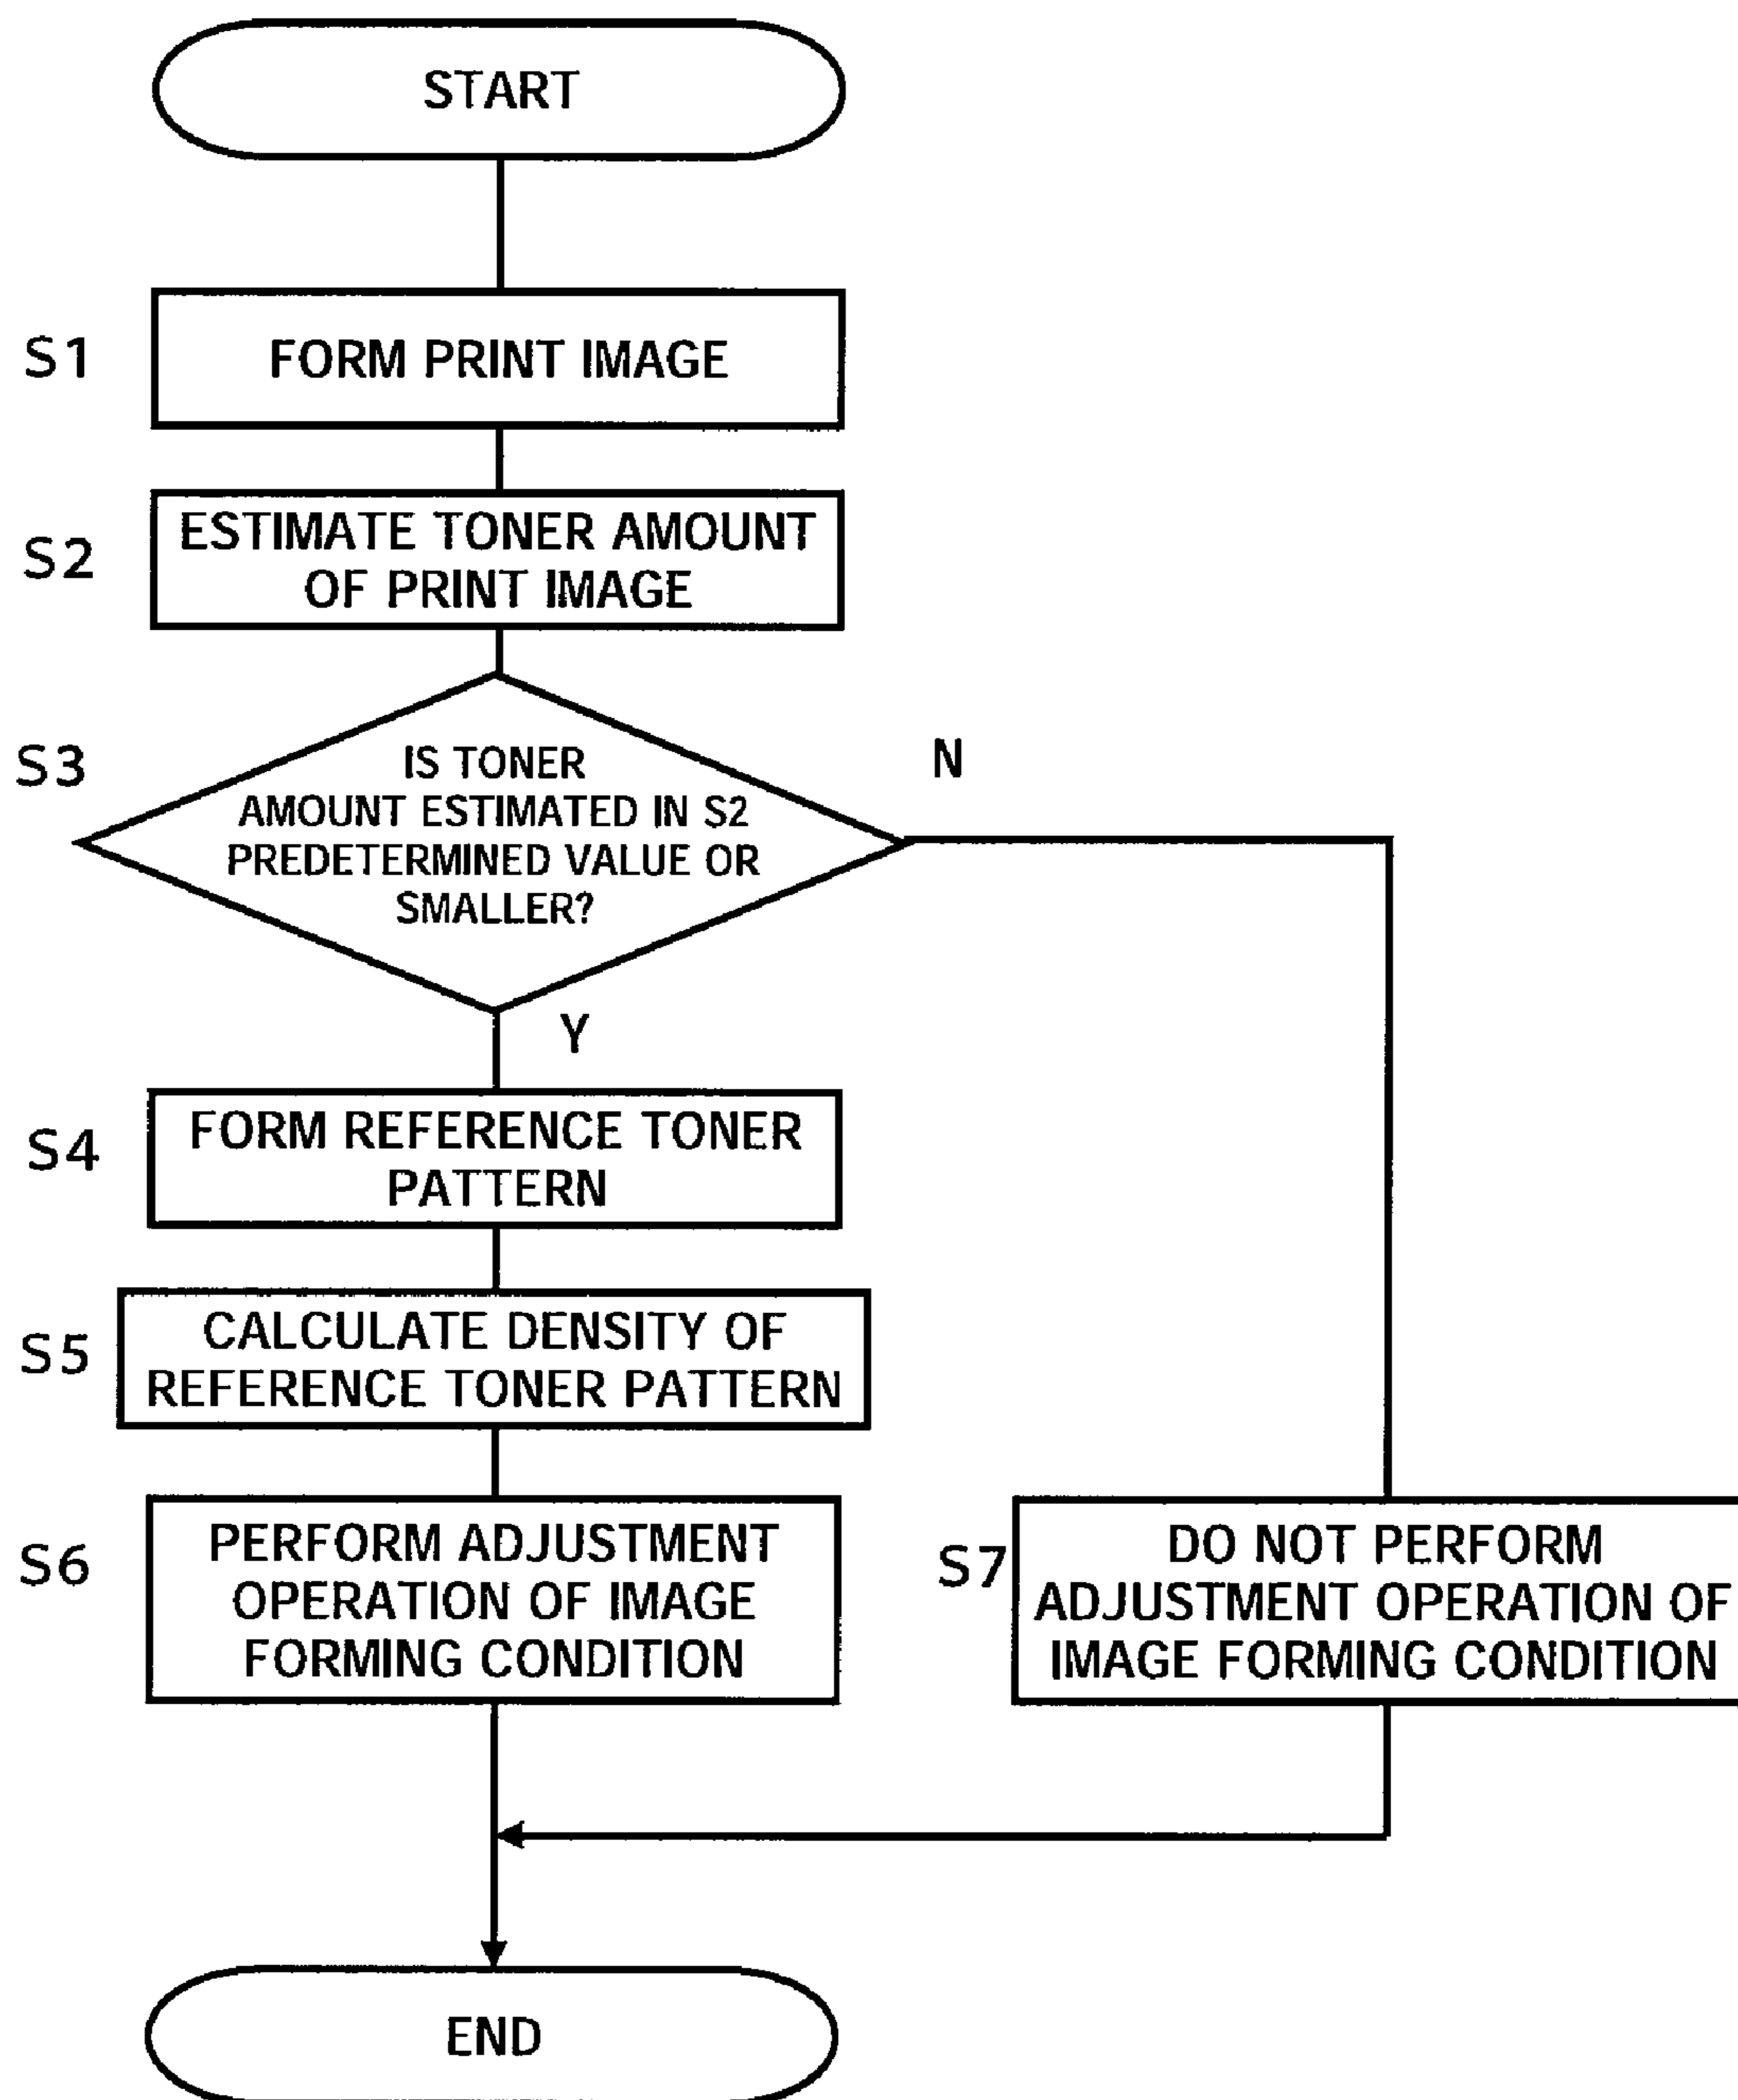 START
S1
FORM PRINT IMAGE
S2
ESTIMATE TONER AMOUNT
OF PRINT IMAGE
S3
IS TONER
AMOUNT ESTIMATED IN S2
PREDETERMINED VALUE OR
SMALLER?
N
Y
S4
FORM REFERENCE TONER
PATTERN
S5
CALCULATE DENSITY OF
REFERENCE TONER PATTERN
S6
PERFORM ADJUSTMENT
OPERATION OF IMAGE
FORMING CONDITION
S7
DO NOT PERFORM
ADJUSTMENT OPERATION OF
IMAGE FORMING CONDITION
END